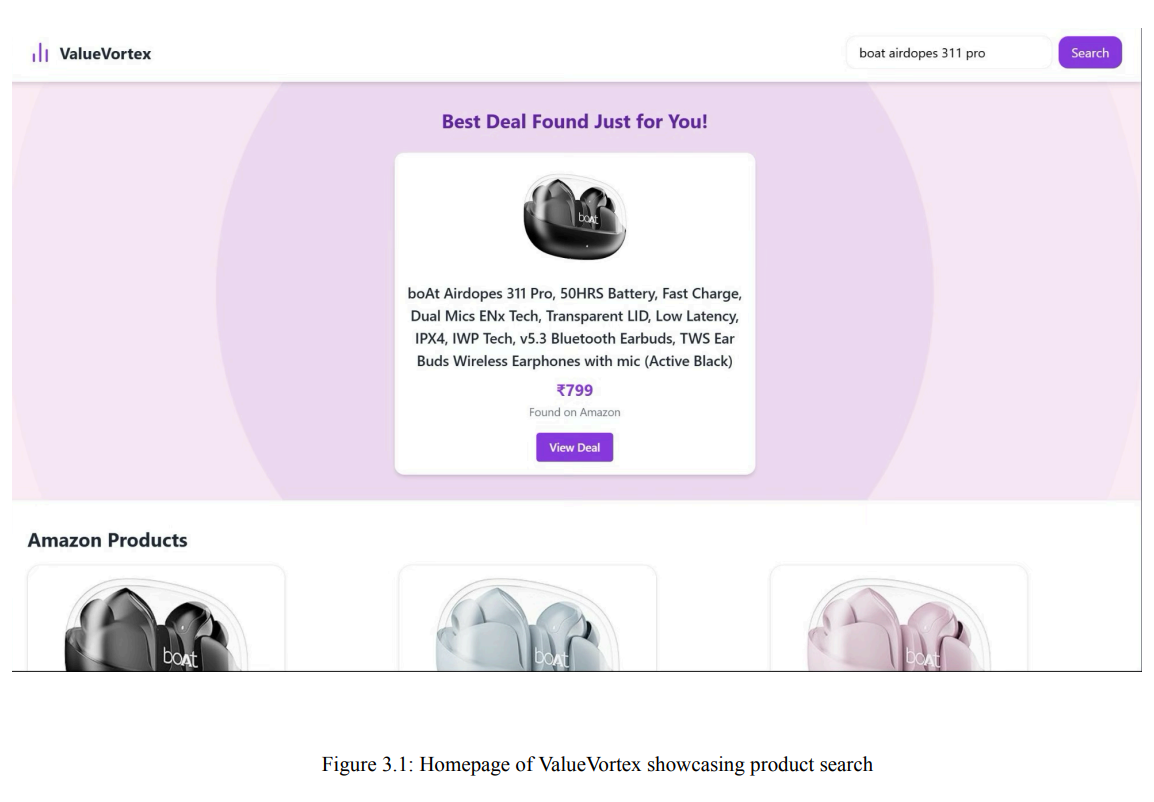 ValueVortex
boat airdopes 311 pro
Search
Best Deal Found Just for You!
boAt
boAt Airdopes 311 Pro, 50HRS Battery, Fast Charge,
Dual Mics ENx Tech, Transparent LID, Low Latency,
IPX4, IWP Tech, v5.3 Bluetooth Earbuds, TWS Ear
Buds Wireless Earphones with mic (Active Black)
₹799
Found on Amazon
View Deal
Amazon Products
boAt
boAt
boAt
Figure 3.1: Homepage of ValueVortex showcasing product search